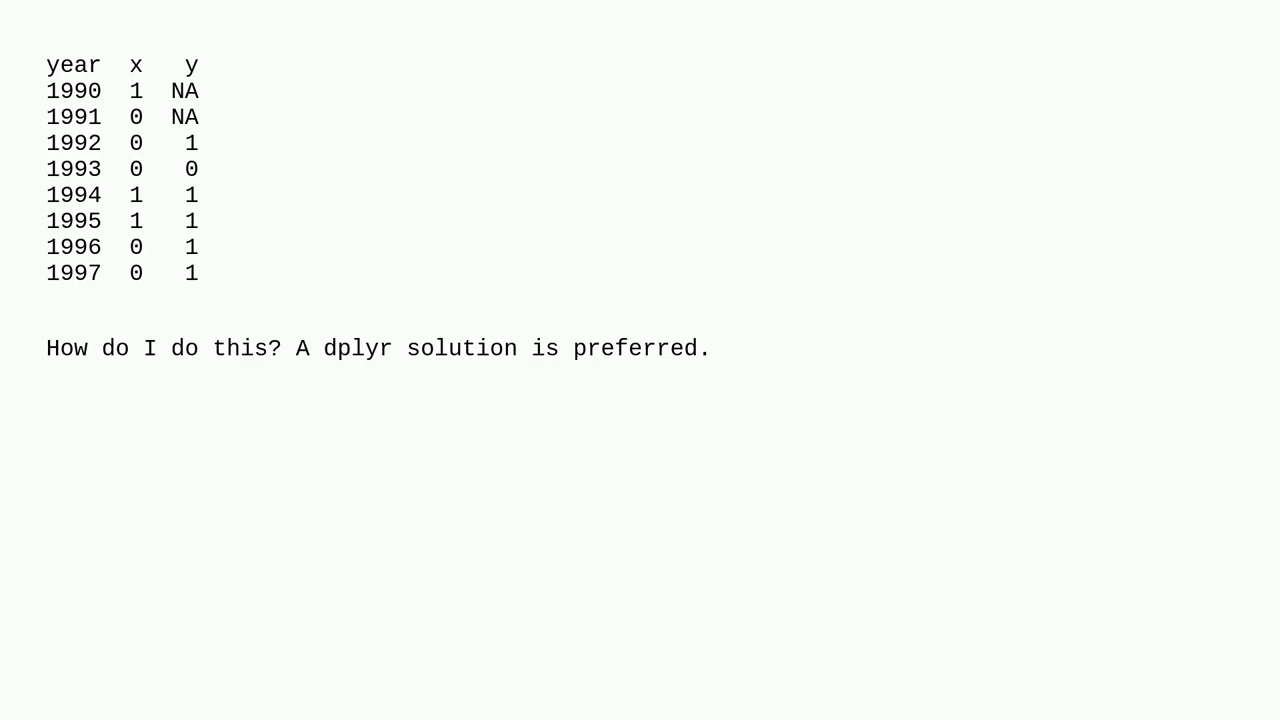 year  x   y
1990  1  NA
1991  0  NA
1992  0   1
1993  0   0
1994  1   1
1995  1   1
1996  0   1
1997  0   1
How do I do this? A dplyr solution is preferred.